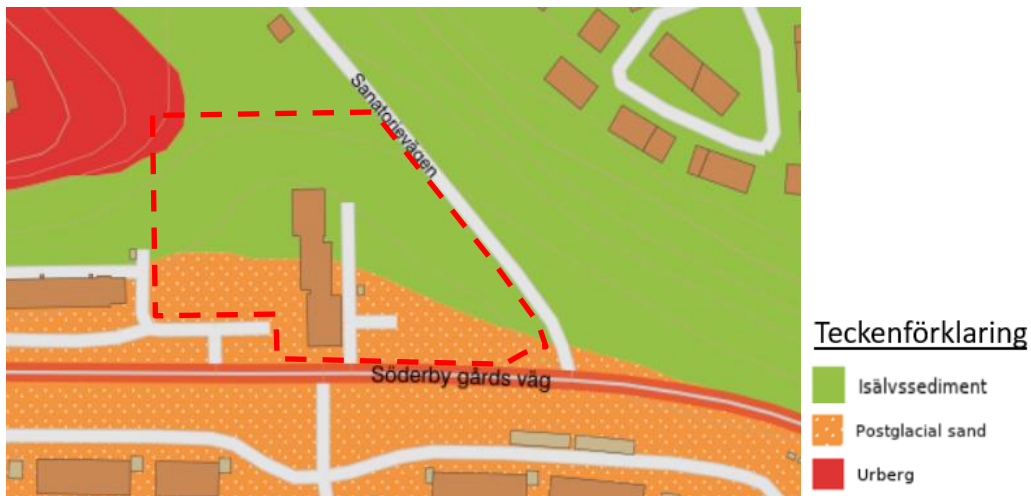 Sanatorievägen
Söderby gårds väg
Teckenförklaring
Isälvssediment
Postglacial sand
Urberg